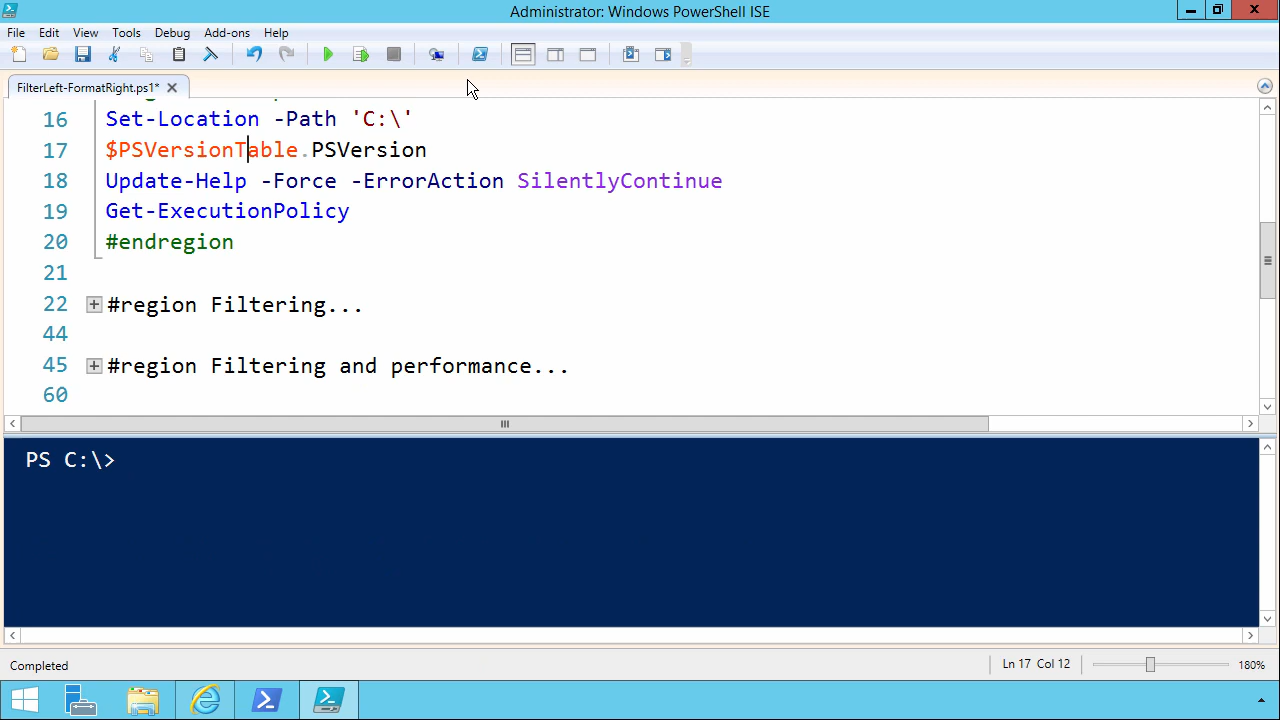 Administrator: Windows PowerShell ISE
File Edit View Tools Debug Add-ons Help
FilterLeft-FormatRight.ps1*
16 Set-Location -Path 'C:\'
17 $PSVersionTable.PSVersion
18 Update-Help -Force -ErrorAction SilentlyContinue
19 Get-ExecutionPolicy
20 #endregion
21
22 #region Filtering...
44
45 #region Filtering and performance...
60
PS C:\>
Completed Ln 17 Col 12 180%